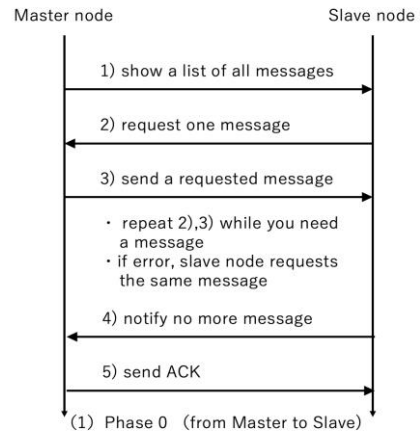 Master node Slave node
1) show a list of all messages
2) request one message
3) send a requested message
・ repeat 2),3) while you need
a message
・ if error, slave node requests
the same message
4) notify no more message
5) send ACK
(1) Phase 0 (from Master to Slave)